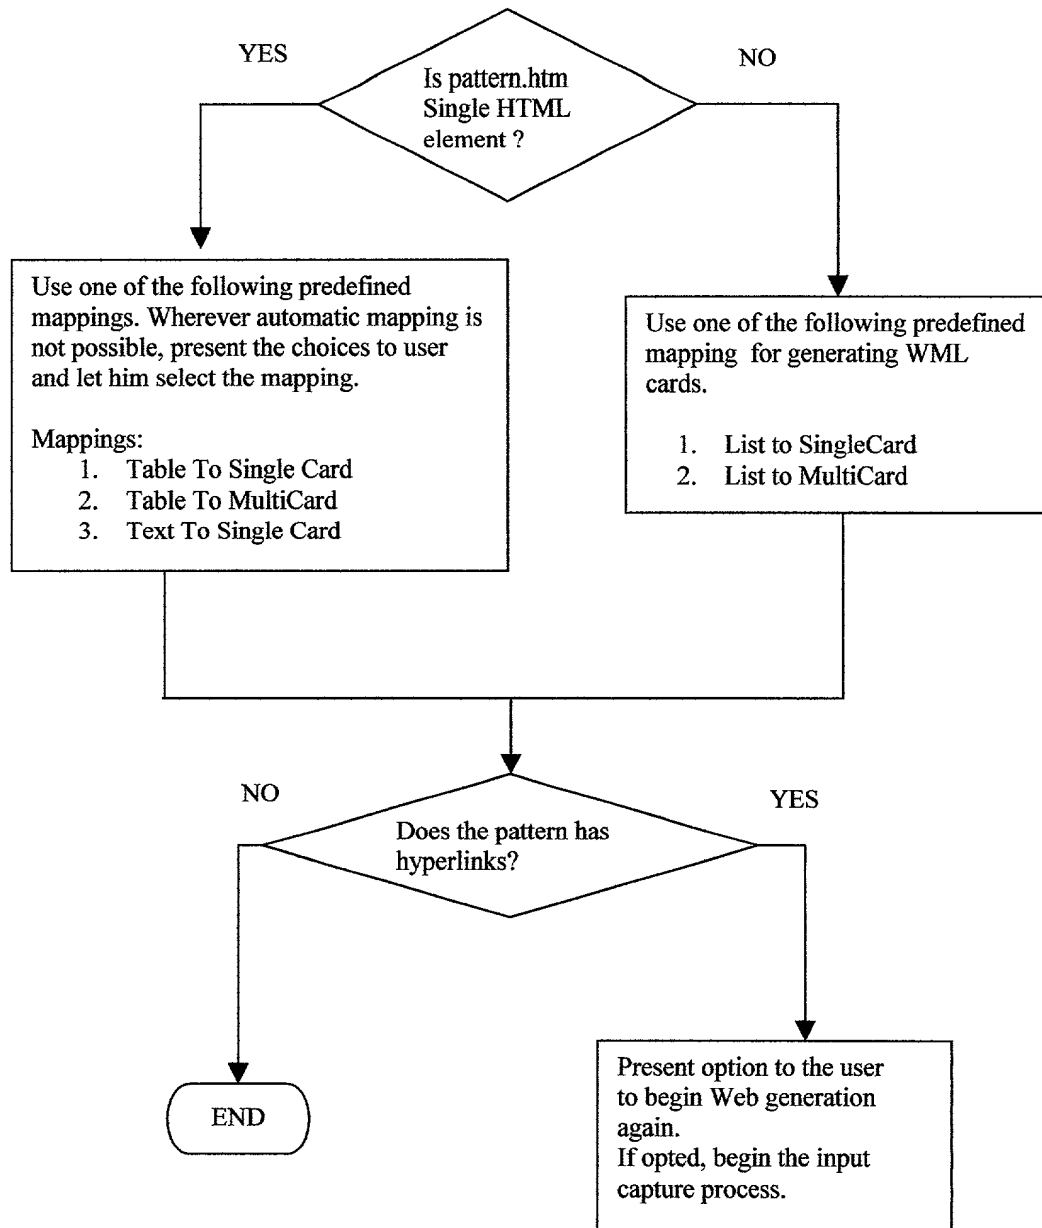 YES
NO
Is pattern.htm
Single HTML
element ?
Use one of the following predefined
mappings. Wherever automatic mapping is
not possible, present the choices to user
and let him select the mapping.
Mappings:
1. Table To Single Card
2. Table To MultiCard
3. Text To Single Card
Use one of the following predefined
mapping for generating WML
cards.
1. List to SingleCard
2. List to MultiCard
NO
YES
Does the pattern has
hyperlinks?
END
Present option to the user
to begin Web generation
again.
If opted, begin the input
capture process.